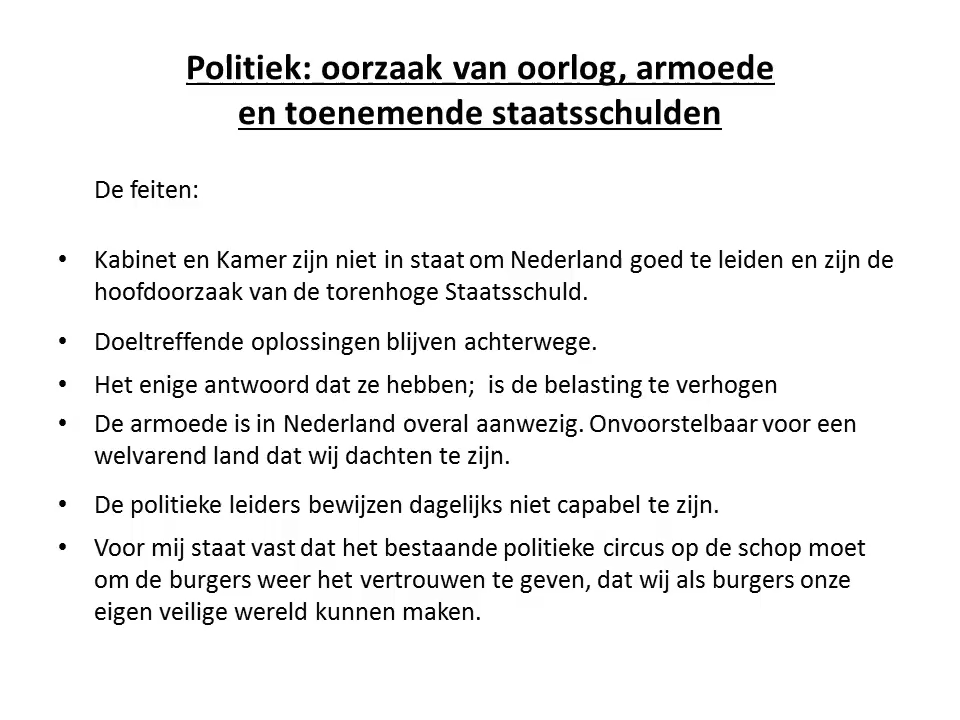 Politiek: oorzaak van oorlog, armoede
en toenemende staatsschulden
De feiten:
• Kabinet en Kamer zijn niet in staat om Nederland goed te leiden en zijn de
hoofdoorzaak van de torenhoge Staatsschuld.
• Doeltreffende oplossingen blijven achterwege.
• Het enige antwoord dat ze hebben;  is de belasting te verhogen
• De armoede is in Nederland overal aanwezig. Onvoorstelbaar voor een
welvarend land dat wij dachten te zijn.
• De politieke leiders bewijzen dagelijks niet capabel te zijn.
• Voor mij staat vast dat het bestaande politieke circus op de schop moet
om de burgers weer het vertrouwen te geven, dat wij als burgers onze
eigen veilige wereld kunnen maken.